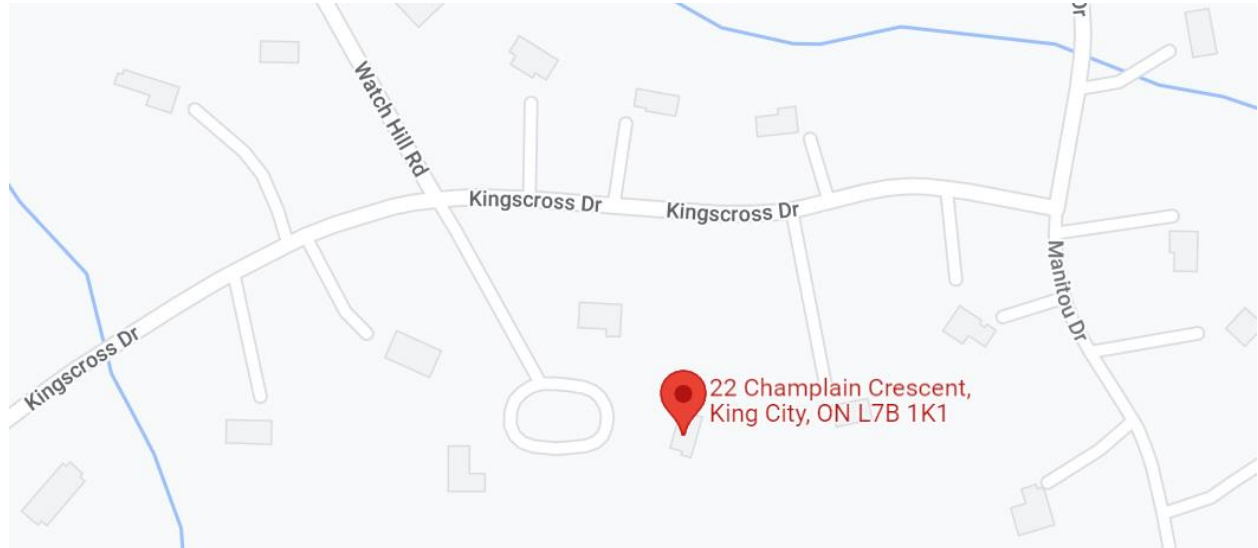 Dr
Watch Hill Rd
Kingscross Dr
Kingscross Dr
Manitou Dr
Kingscross Dr
22 Champlain Crescent,
King City, ON L7B 1K1